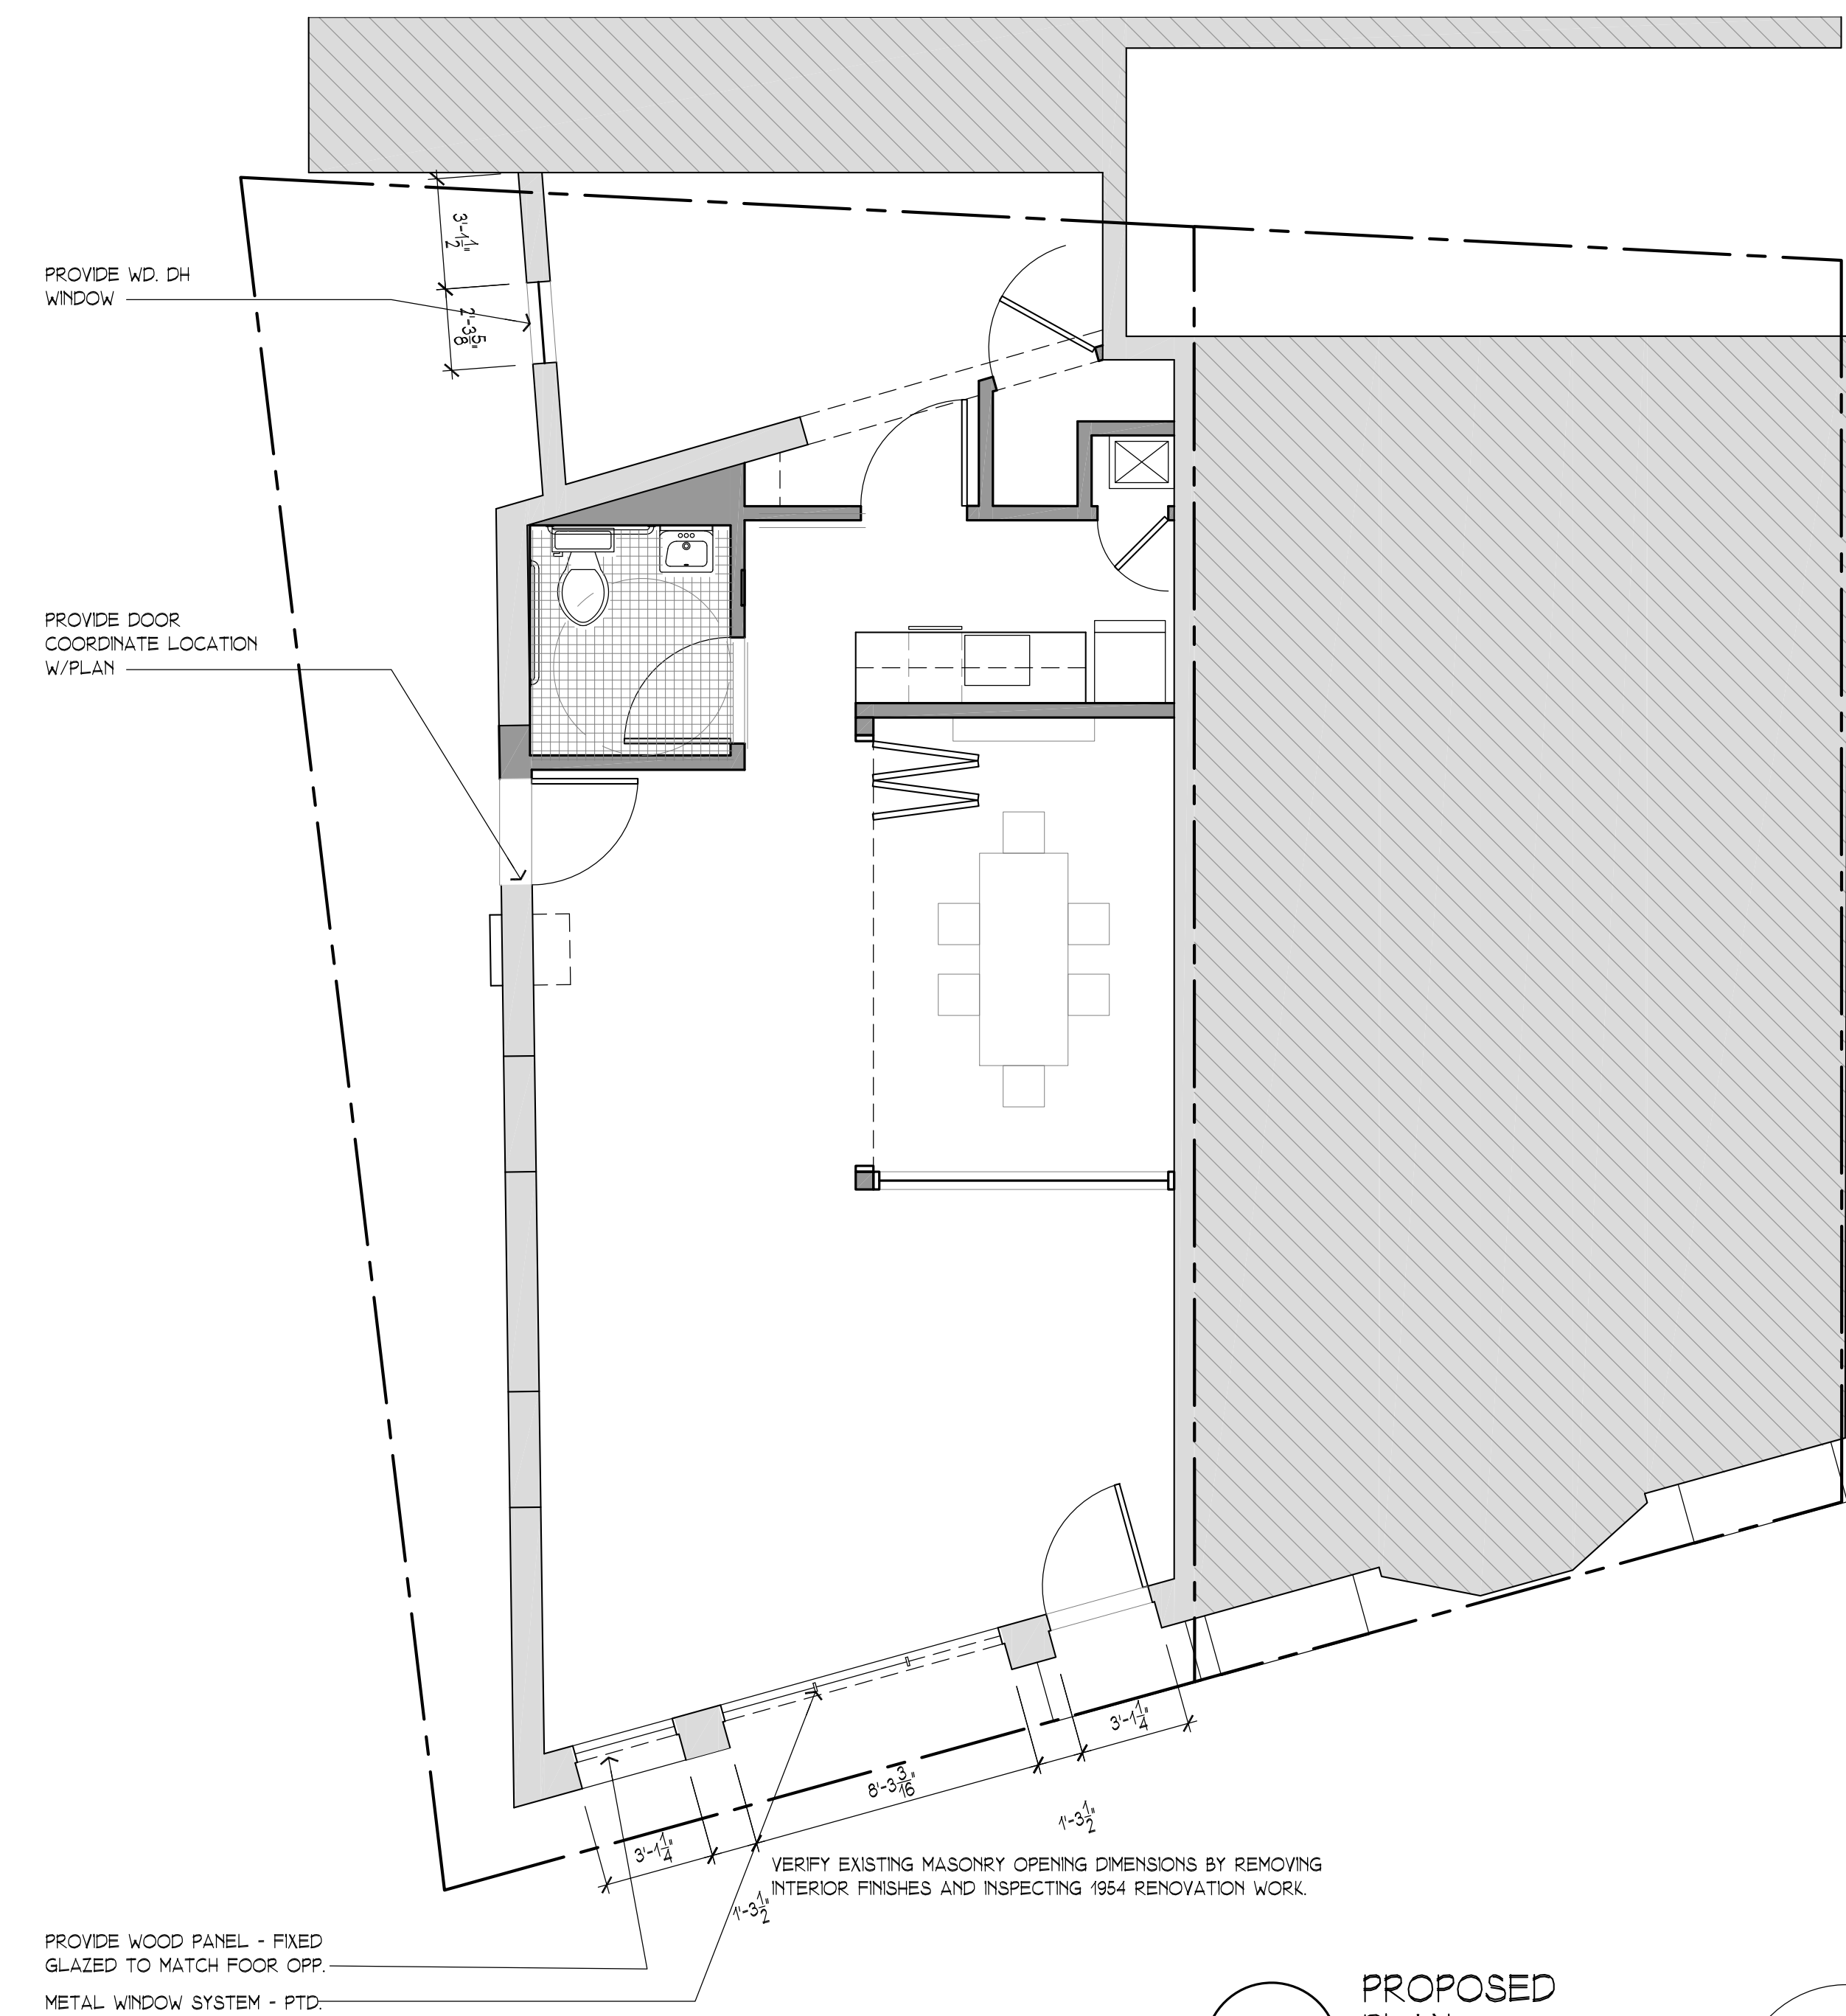 3'-1 1/2"
PROVIDE WD. DH
WINDOW
2'-3 5/8"
PROVIDE DOOR
COORDINATE LOCATION
W/PLAN
3'-1 1/4"
8'-3 3/16"
1'-3 1/2"
3'-1 1/4"
VERIFY EXISTING MASONRY OPENING DIMENSIONS BY REMOVING
INTERIOR FINISHES AND INSPECTING 1954 RENOVATION WORK.
1'-3 1/2"
PROVIDE WOOD PANEL - FIXED
GLAZED TO MATCH FOOR OPP.
METAL WINDOW SYSTEM - PTD.
PROPOSED